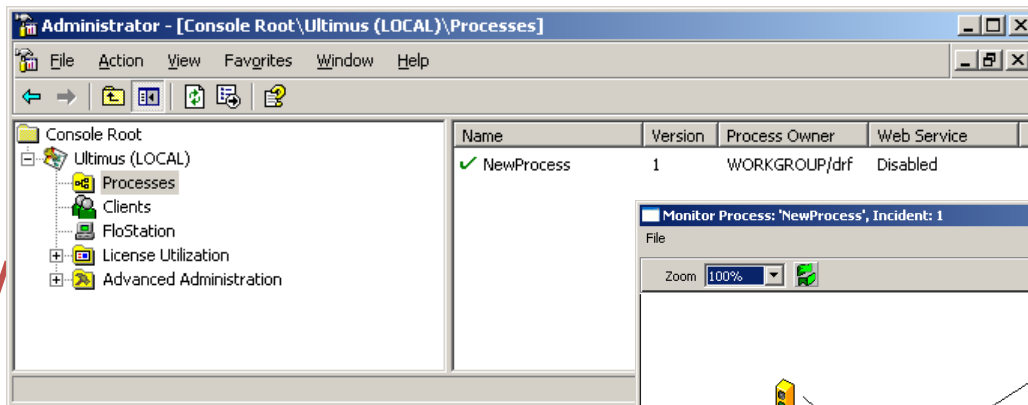 Administrator - [Console Root\Ultimus (LOCAL)\Processes]
File Action View Favorites Window Help
Console Root
Ultimus (LOCAL)
Processes
Clients
FloStation
License Utilization
Advanced Administration
Name Version Process Owner Web Service
NewProcess 1 WORKGROUP/drf Disabled
Monitor Process: 'NewProcess', Incident: 1
File
Zoom 100%